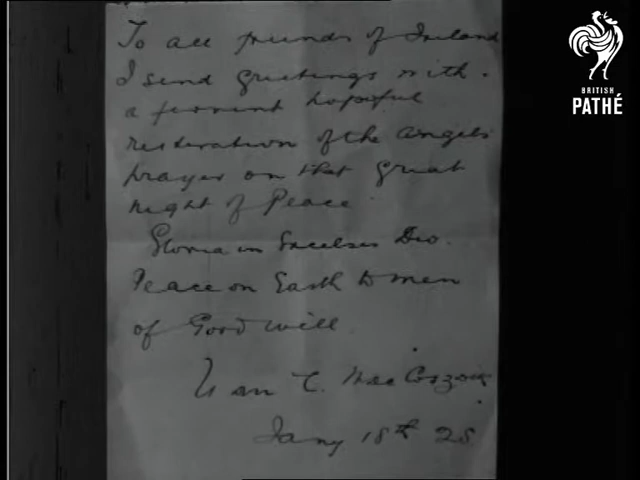 To all friends of Ireland
I send greetings with
a fervent hopeful
restoration of the angels
prayer on that great
night of Peace
Gloria in Excelsis Deo.
Peace on Earth to men
of Good will
T.
Jany 18th 25
BRITISH
PATHÉ